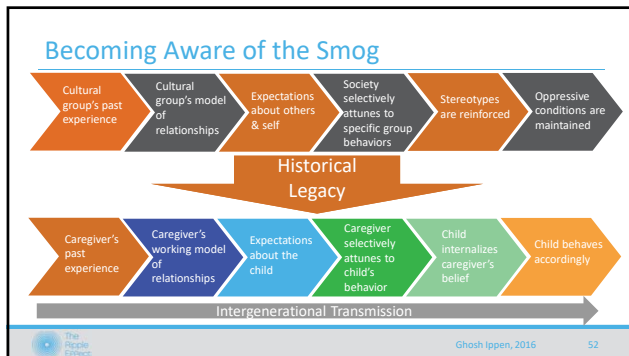 Becoming Aware of the Smog
Cultural
group's past
experience
Cultural
group's model
of
relationships
Expectations
about others
& self
Society
selectively
attunes to
specific group
behaviors
Stereotypes
are reinforced
Oppressive
conditions are
maintained
Historical
Legacy
Caregiver's
past
experience
Caregiver's
working model
of
relationships
Expectations
about the
child
Caregiver
selectively
attunes to
child's
behavior
Child
internalizes
caregiver's
belief
Child behaves
accordingly
Intergenerational Transmission
The
Ripple
Effect
Ghosh Ippen, 2016
52